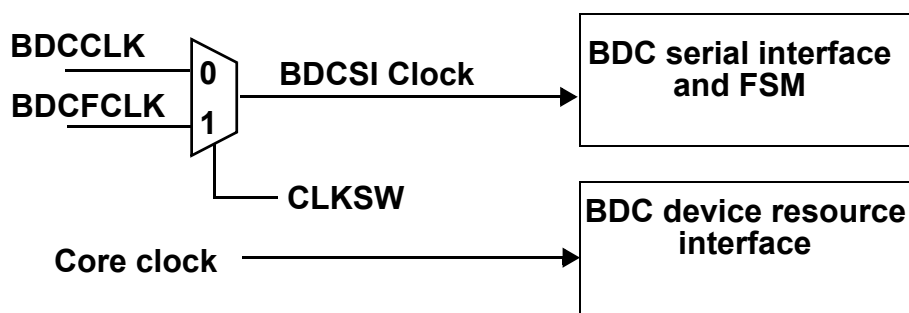 BDCCLK
0
BDCSI Clock
BDC serial interface
and FSM
BDCFCLK
1
CLKSW
BDC device resource
interface
Core clock